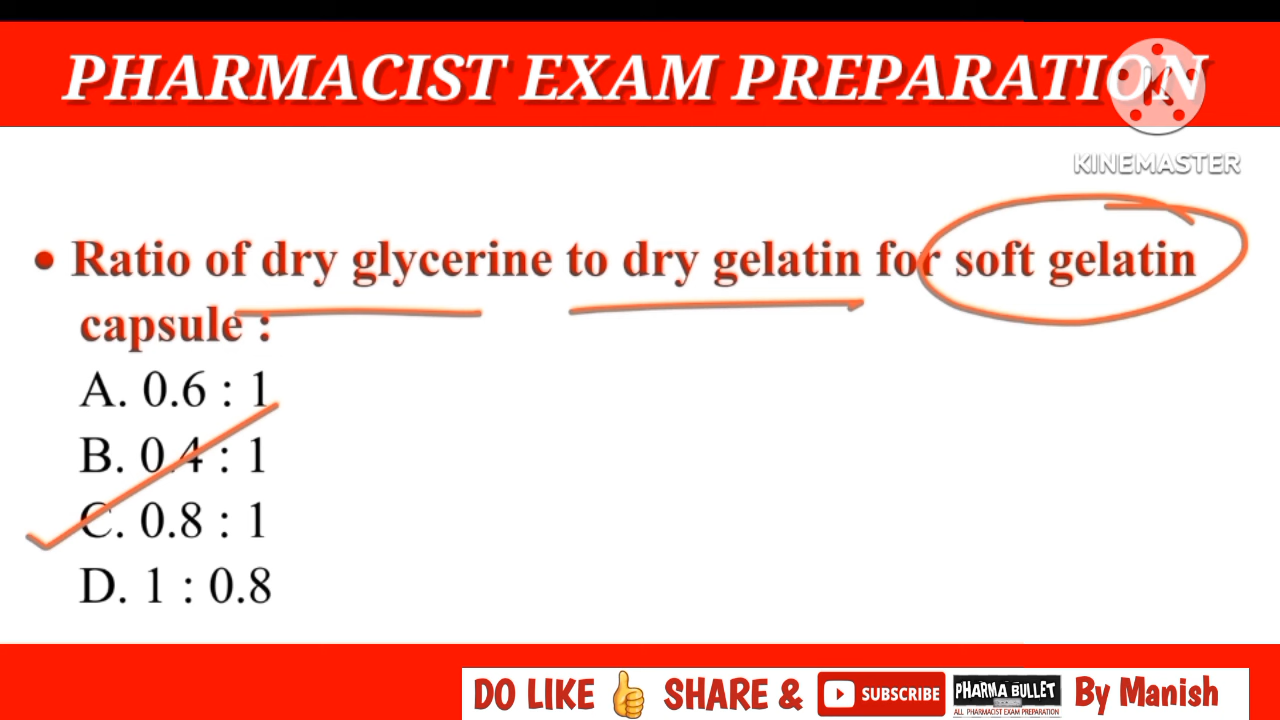 PHARMACIST EXAM PREPARATION
K
KINEMASTER
• Ratio of dry glycerine to dry gelatin for soft gelatin
capsule :
A. 0.6 : 1
B. 0.4 : 1
C. 0.8 : 1
D. 1 : 0.8
DO LIKE 👍 SHARE & SUBSCRIBE PHARMA BULLET By Manish
ALL PHARMACIST EXAM PREPARATION